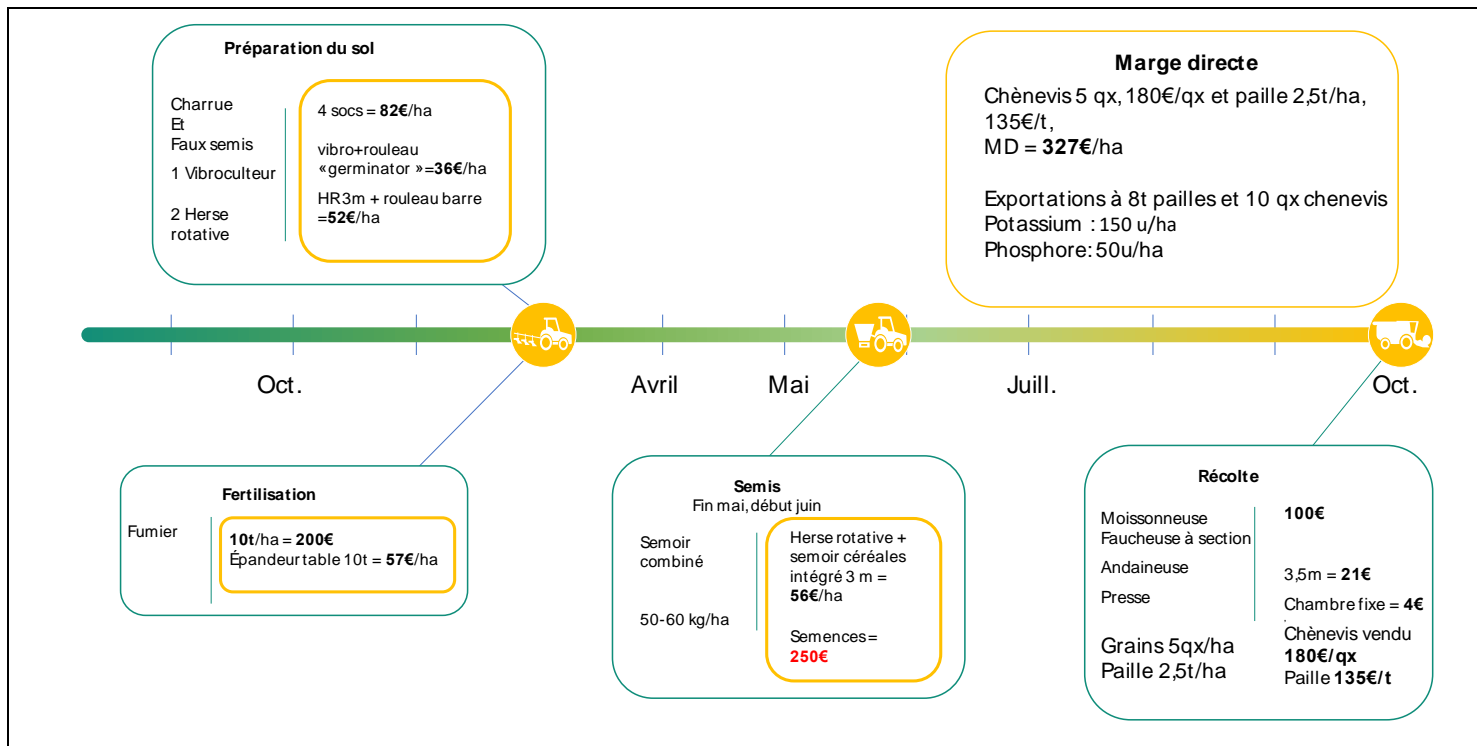 Préparation du sol
Charrue
Et
Faux semis
1 Vibroculteur
2 Herse
rotative
4 socs = 82€/ha
vibro+rouleau
«germinator »=36€/ha
HR 3m + rouleau barre
=52€/ha
Marge directe
Chènevis 5 qx, 180€/qx et paille 2,5t/ha,
135€/t,
MD = 327€/ha
Exportations à 8t pailles et 10 qx chenevis
Potassium : 150 u/ha
Phosphore: 50u/ha
Oct.
Avril
Mai
Juill.
Oct.
Fertilisation
Fumier
10t/ha = 200€
Épandeur table 10t = 57€/ha
Semis
Fin mai, début juin
Semoir
combiné
50-60 kg/ha
Herse rotative +
semoir céréales
intégré 3 m =
56€/ha
Semences =
250€
Récolte
Moissonneuse
Faucheuse à section
Andaineuse
Presse
Grains 5qx/ha
Paille 2,5t/ha
100€
3,5m = 21€
Chambre fixe = 4€
Chènevis vendu
180€/qx
Paille 135€/t